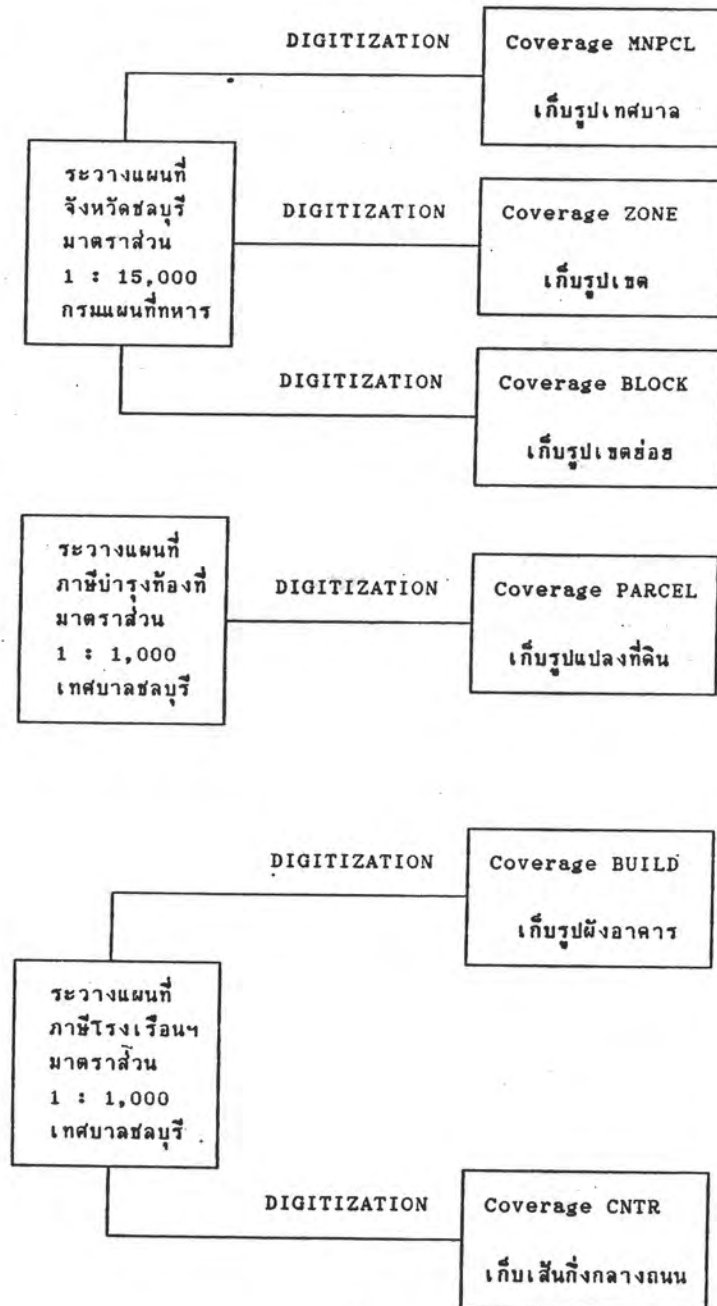 DIGITIZATION
Coverage MNPCL
เก็บรูปเทศบาล
ระวางแผนที่
จังหวัดชลบุรี
มาตราส่วน
1 : 15,000
กรมแผนที่ทหาร
DIGITIZATION
Coverage ZONE
เก็บรูปเขต
DIGITIZATION
Coverage BLOCK
เก็บรูปเขตย่อย
ระวางแผนที่
ภาษีบำรุงท้องที่
มาตราส่วน
1 : 1,000
เทศบาลชลบุรี
DIGITIZATION
Coverage PARCEL
เก็บรูปแปลงที่ดิน
DIGITIZATION
Coverage BUILD
เก็บรูปผังอาคาร
ระวางแผนที่
ภาษีโรงเรือนฯ
มาตราส่วน
1 : 1,000
เทศบาลชลบุรี
DIGITIZATION
Coverage CNTR
เก็บเส้นกึ่งกลางถนน